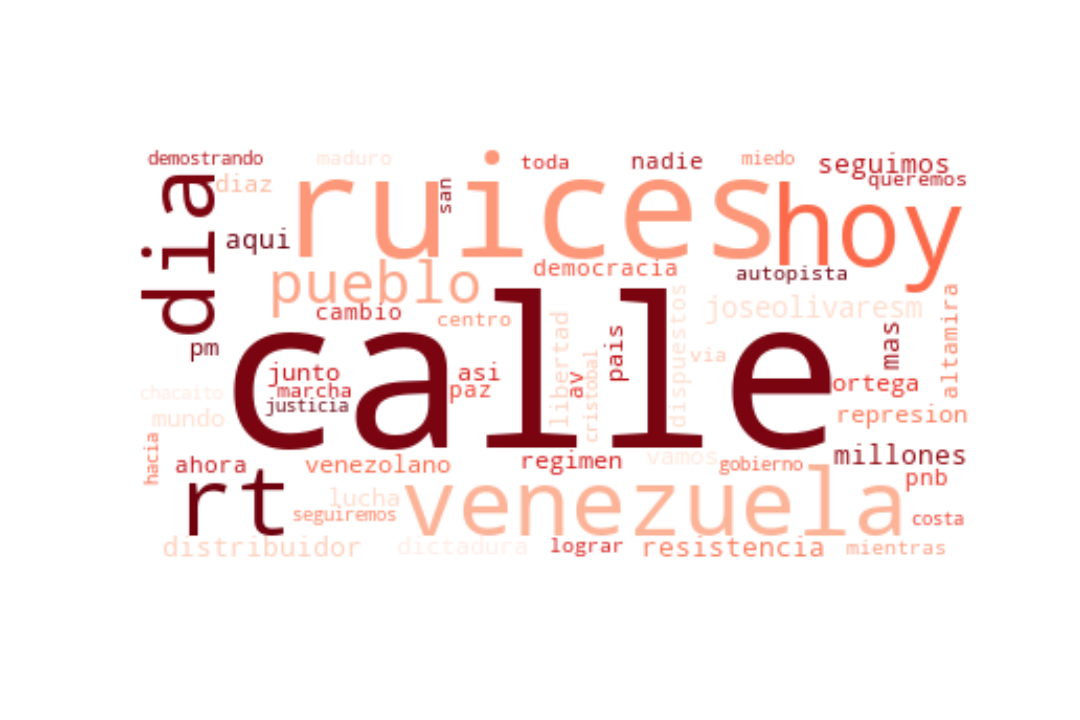 demostrando maduro toda nadie miedo seguimos
dia diaz san ruices hoy queremos
aqui pueblo democracia autopista
cambio centro joseolivaresm
pm calle libertad pais dispuestos via mas altamira
chacaito junto asi av cristobal ortega
mundo marcha paz represion
justicia
hacia ahora venezolano regimen vamos gobierno millones
rt lucha venezuela pnb
seguiremos costa
distribuidor dictadura lograr resistencia mientras